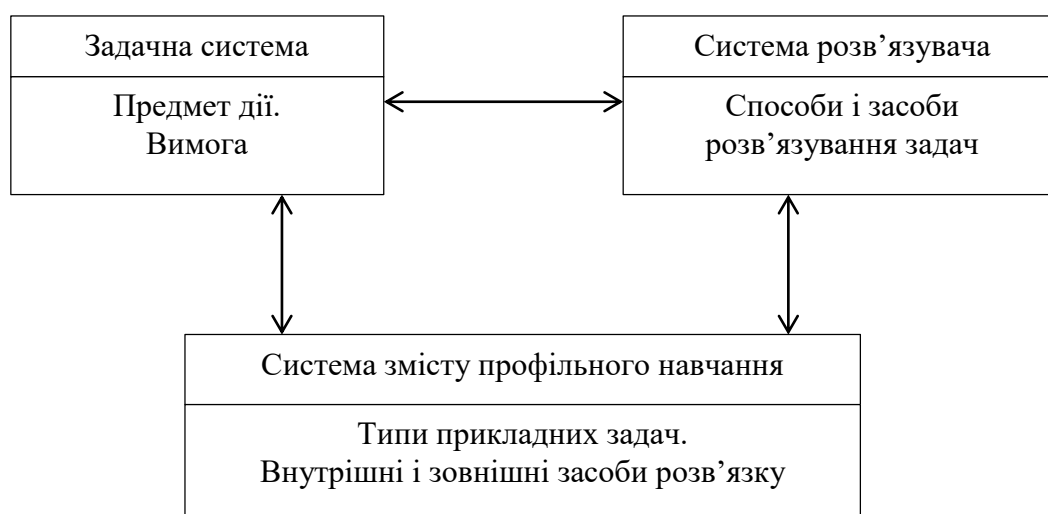 Задачна система
Предмет дії.
Вимога
Система розв’язувача
Способи і засоби
розв’язування задач
Система змісту профільного навчання
Типи прикладних задач.
Внутрішні і зовнішні засоби розв’язку